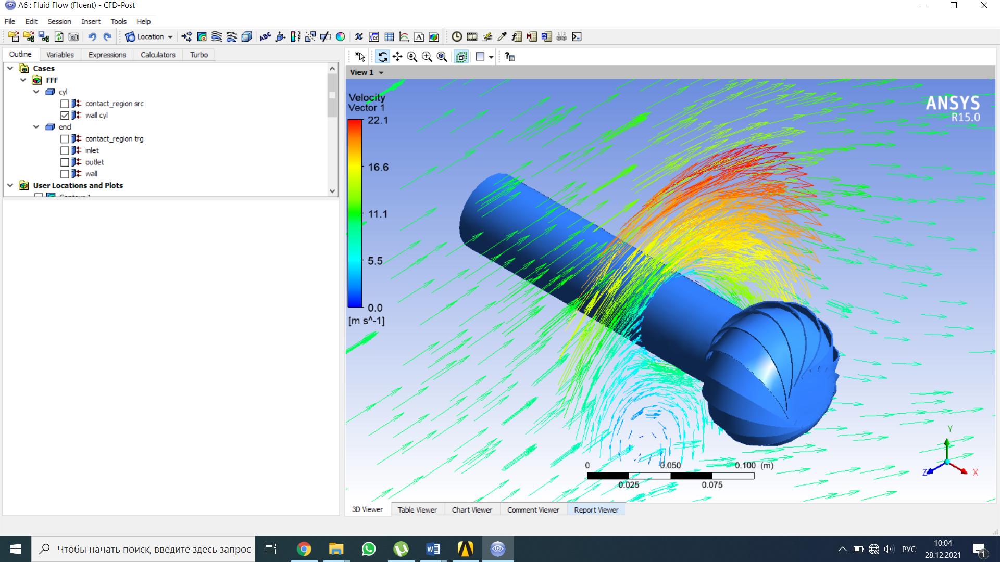 A6 : Fluid Flow (Fluent) - CFD-Post
File Edit Session Insert Tools Help
Location
Outline Variables Expressions Calculators Turbo
Cases
FFF
cyl
contact_region src
wall cyl
encl
contact_region trg
inlet
outlet
wall
User Locations and Plots
View 1
Velocity
Vector 1
22.1
16.6
11.1
5.5
0.0
[m s^-1]
ANSYS
R15.0
0 0.050 0.100 (m)
0.025 0.075
Y
Z X
3D Viewer Table Viewer Chart Viewer Comment Viewer Report Viewer
Чтобы начать поиск, введите здесь запрос
РУС
10:04
28.12.2021
1